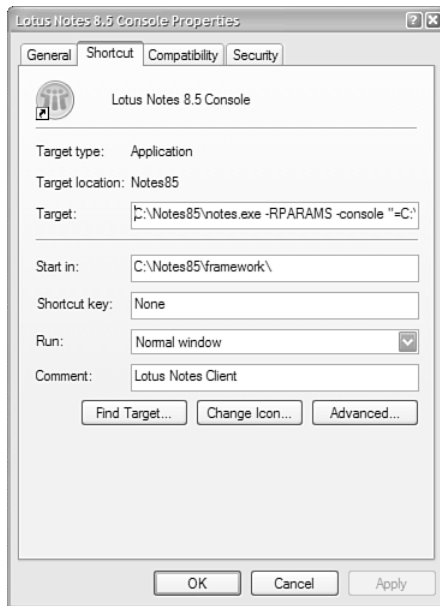 Lotus Notes 8.5 Console Properties
General Shortcut Compatibility Security
Lotus Notes 8.5 Console
Target type: Application
Target location: Notes85
Target: C:\Notes85\notes.exe -RPARAMS -console "=C:\
Start in: C:\Notes85\framework\
Shortcut key: None
Run: Normal window
Comment: Lotus Notes Client
Find Target... Change Icon... Advanced...
OK Cancel Apply